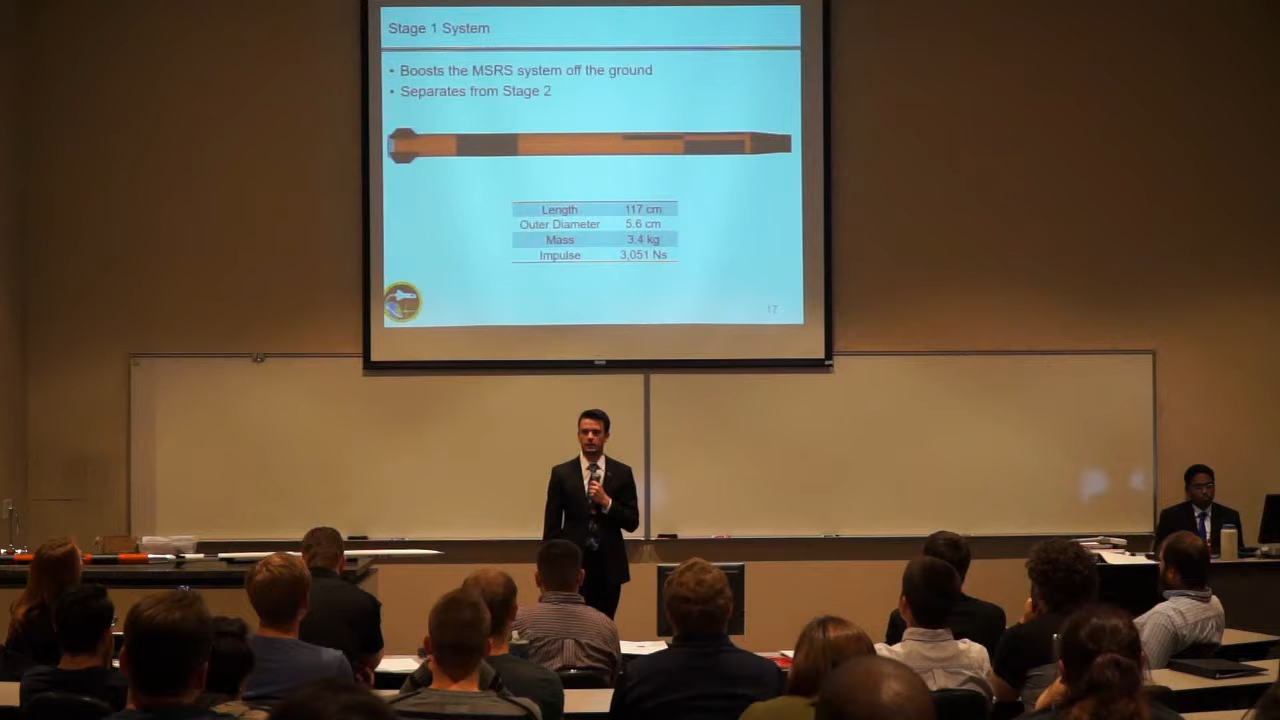 Stage 1 System
• Boosts the MSRS system off the ground
• Separates from Stage 2
Length 117 cm
Outer Diameter 5.6 cm
Mass 3.4 kg
Impulse 3,051 Ns
17